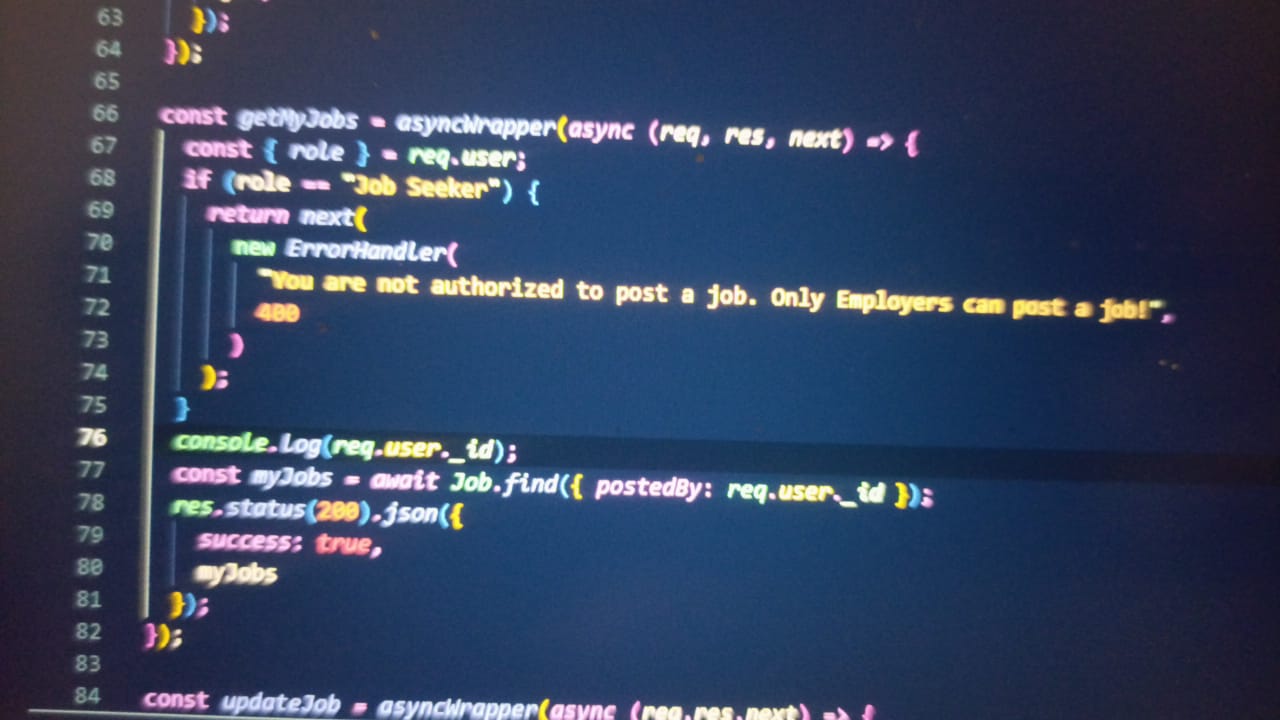 63 });
64 });
65
66 const getMyJobs = asyncWrapper(async (req, res, next) => {
67 const { role } = req.user;
68 if (role == "Job Seeker") {
69 return next(
70 new ErrorHandler(
71 "You are not authorized to post a job. Only Employers can post a job!",
72 400
73 )
74 );
75 }
76 console.log(req.user._id);
77 const myJobs = await Job.find({ postedBy: req.user._id });
78 res.status(200).json({
79 success: true,
80 myJobs
81 });
82 });
83
84 const updateJob = asyncWrapper(async (req,res,next) => {